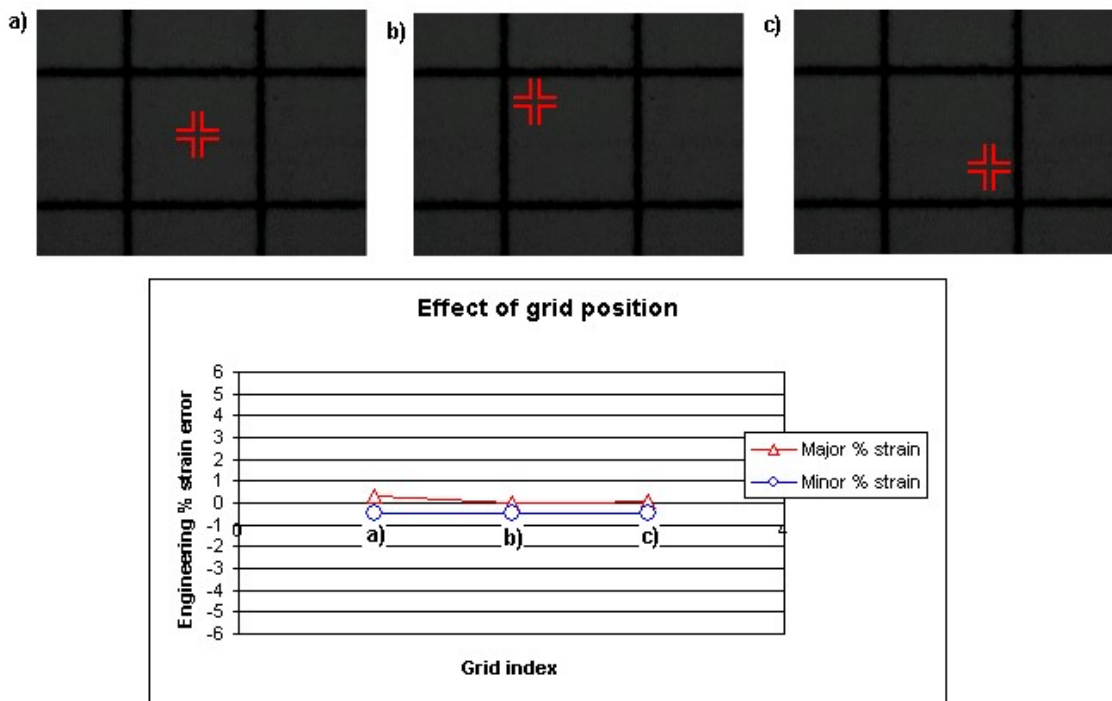 a)
b)
c)
Effect of grid position
Engineering % strain error
6
5
4
3
2
1
0
-1
-2
-3
-4
-5
-6
0
4
a)
b)
c)
Major % strain
Minor % strain
Grid index